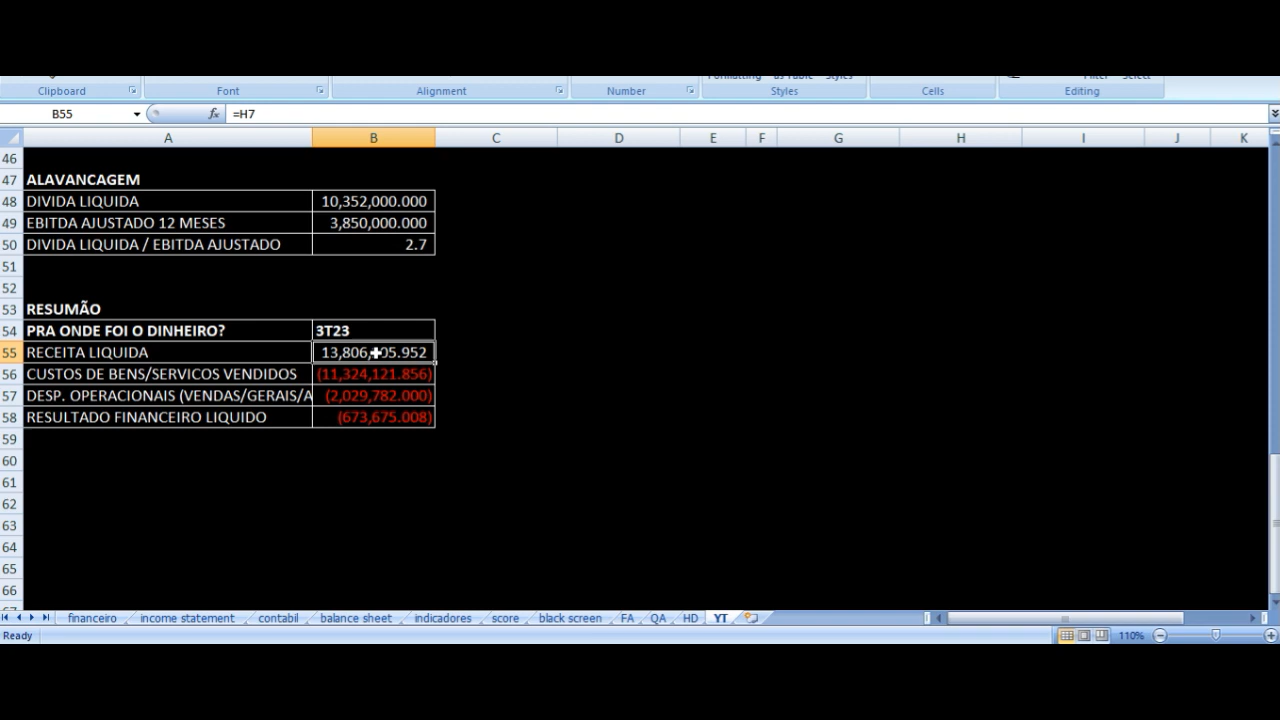 Clipboard Font Alignment Number Styles Cells Editing
B55 =H7
A B C D E F G H I J K
46
47 ALAVANCAGEM
48 DIVIDA LIQUIDA 10,352,000.000
49 EBITDA AJUSTADO 12 MESES 3,850,000.000
50 DIVIDA LIQUIDA / EBITDA AJUSTADO 2.7
51
52
53 RESUMÃO
54 PRA ONDE FOI O DINHEIRO? 3T23
55 RECEITA LIQUIDA 13,806, 05.952
56 CUSTOS DE BENS/SERVICOS VENDIDOS (11,324,121.856)
57 DESP. OPERACIONAIS (VENDAS/GERAIS/A (2,029,782.000)
58 RESULTADO FINANCEIRO LIQUIDO (673,675.008)
59
60
61
62
63
64
65
66
financeiro income statement contabil balance sheet indicadores score black screen FA QA HD YT
Ready 110%